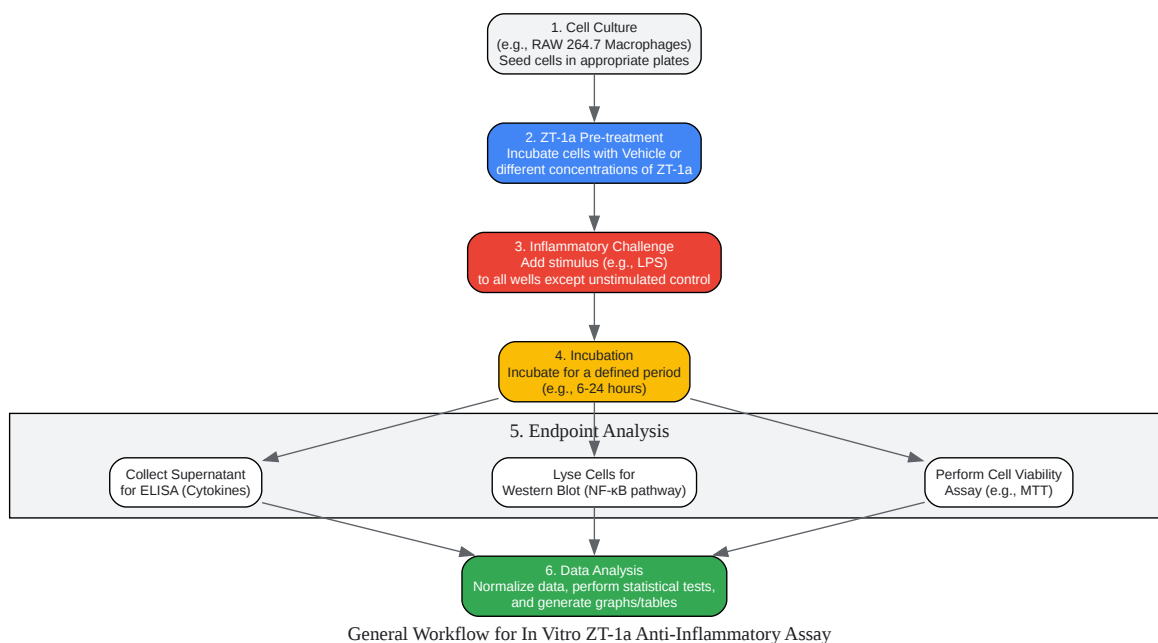 1. Cell Culture
(e.g., RAW 264.7 Macrophages)
Seed cells in appropriate plates
2. ZT-1a Pre-treatment
Incubate cells with Vehicle or
different concentrations of ZT-1a
3. Inflammatory Challenge
Add stimulus (e.g., LPS)
to all wells except unstimulated control
4. Incubation
Incubate for a defined period
(e.g., 6-24 hours)
5. Endpoint Analysis
Collect Supernatant
for ELISA (Cytokines)
Lyse Cells for
Western Blot (NF-κB pathway)
Perform Cell Viability
Assay (e.g., MTT)
6. Data Analysis
Normalize data, perform statistical tests,
and generate graphs/tables
General Workflow for In Vitro ZT-1a Anti-Inflammatory Assay